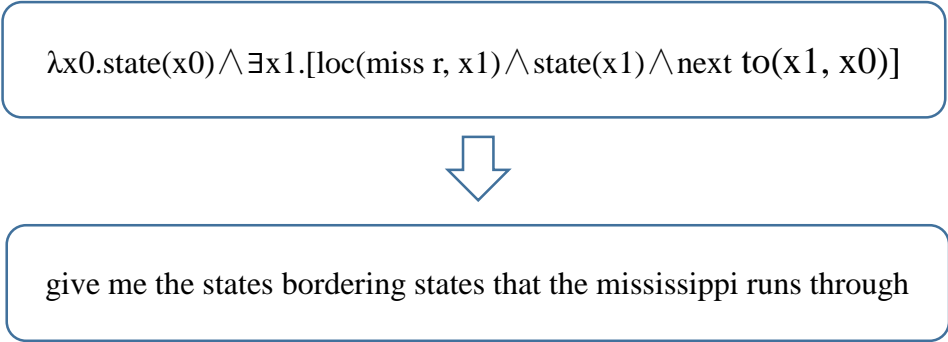 λx0.state(x0)∧∃x1.[loc(miss r, x1)∧state(x1)∧next to(x1, x0)]
give me the states bordering states that the mississippi runs through